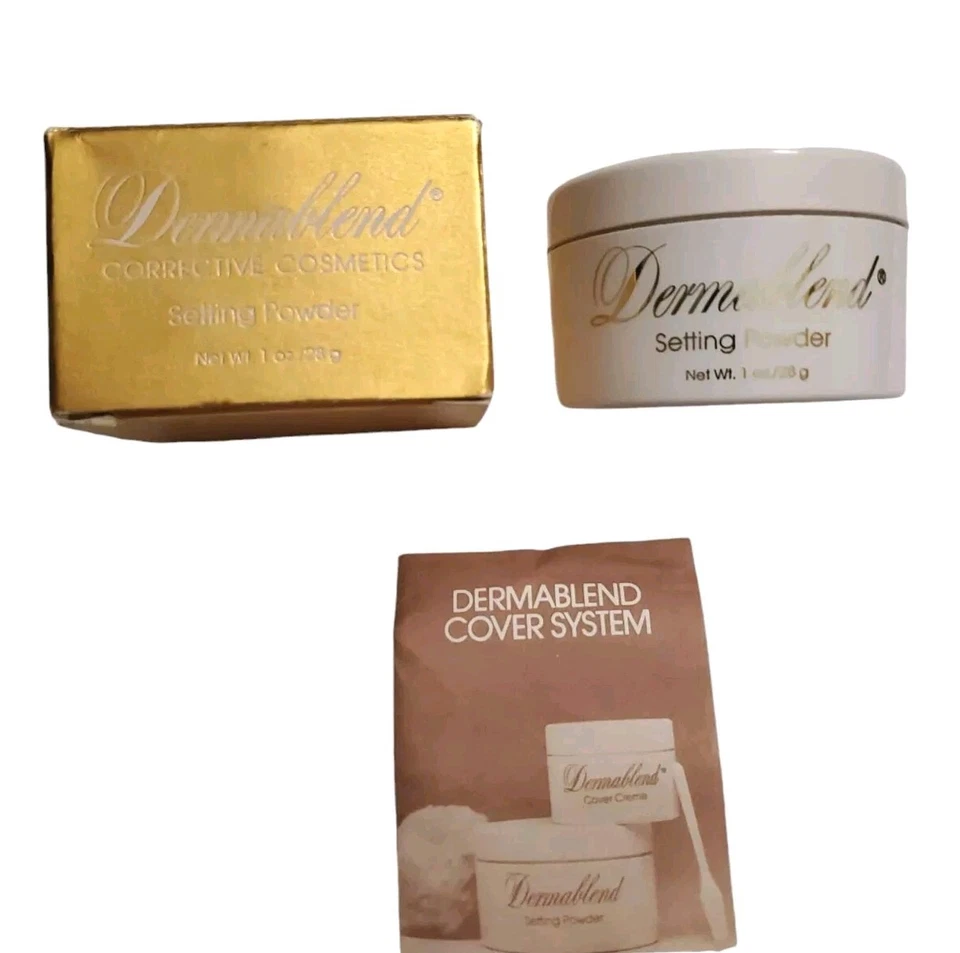 Dermablend®
CORRECTIVE COSMETICS
Setting Powder
Net Wt. 1 oz./28 g
Dermablend®
Setting Powder
Net Wt. 1 oz./28 g
DERMABLEND
COVER SYSTEM
Dermablend®
Cover Creme
Dermablend
Setting Powder